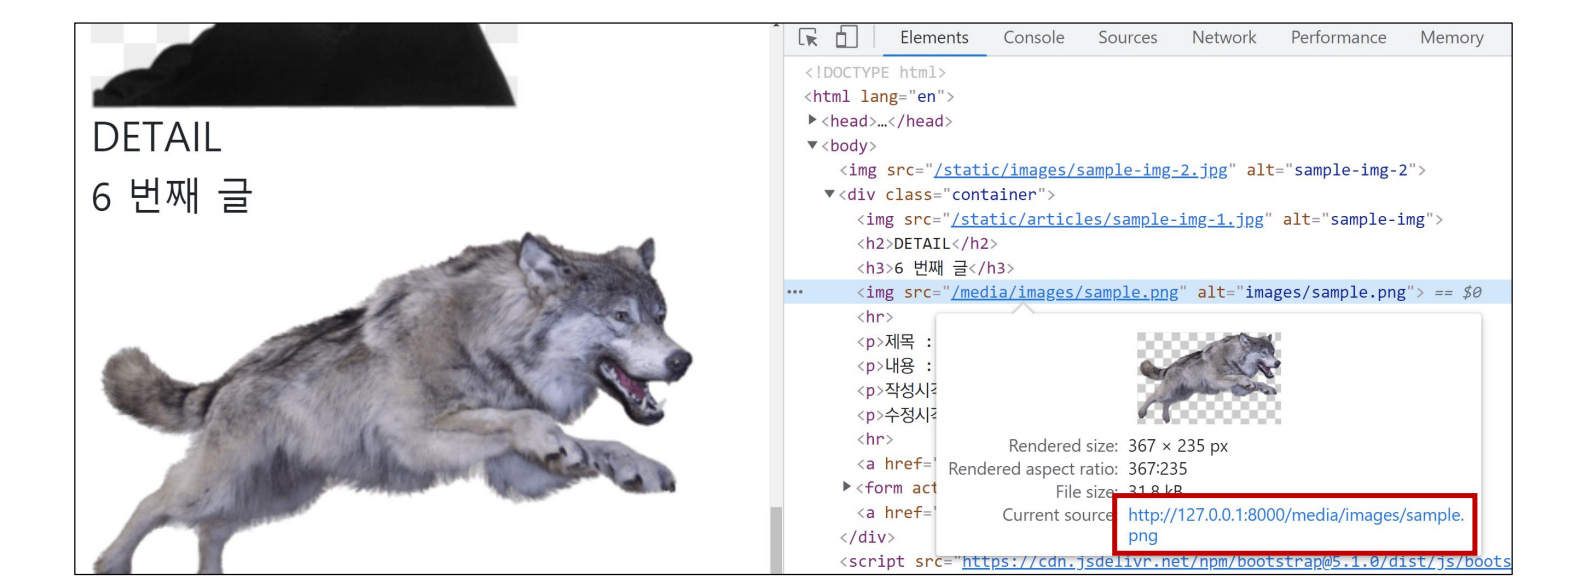 DETAIL
6 번째 글
Elements Console Sources Network Performance Memory
<!DOCTYPE html>
<html lang="en">
▶<head>…</head>
▼<body>
<img src="/static/images/sample-img-2.jpg" alt="sample-img-2">
▼<div class="container">
<img src="/static/articles/sample-img-1.jpg" alt="sample-img">
<h2>DETAIL</h2>
<h3>6 번째 글</h3>
••• <img src="/media/images/sample.png" alt="images/sample.png"> == $0
<hr>
<p>제목 :
<p>내용 :
<p>작성시각
<p>수정시각
<hr>
<a href="
▶<form act
<a href="
</div>
<script src="https://cdn.jsdelivr.net/npm/bootstrap@5.1.0/dist/js/boots
Rendered size: 367 × 235 px
Rendered aspect ratio: 367:235
File size: 31.8 kB
Current source: http://127.0.0.1:8000/media/images/sample.
png